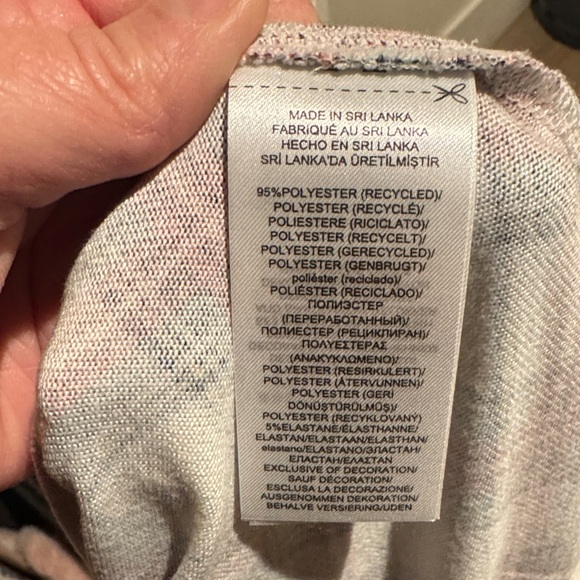 MADE IN SRI LANKA
FABRIQUÉ AU SRI LANKA
HECHO EN SRI LANKA
SRİ LANKA'DA ÜRETİLMİŞTİR
95%POLYESTER (RECYCLED)/
POLYESTER (RECYCLÉ)/
POLIESTERE (RICICLATO)/
POLYESTER (RECYCELT)/
POLYESTER (GERECYCLED)/
POLYESTER (GENBRUGT)/
poliéster (reciclado)/
POLIÉSTER (RECICLADO)/
ПОЛИЭСТЕР
(ПЕРЕРАБОТАННЫЙ)/
ПОЛИЕСТЕР (РЕЦИКЛИРАН)/
ΠΟΛΥΕΣΤΕΡΑΣ
(ΑΝΑΚΥΚΛΩΜΕΝΟ)/
POLYESTER (RESIRKULERT)/
POLYESTER (ÅTERVUNNEN)/
POLYESTER (GERİ
DÖNÜŞTÜRÜLMÜŞ)/
POLYESTER (RECYKLOVANÝ)
5%ELASTANE/ÉLASTHANNE/
ELASTAN/ELASTAAN/ELASTHAN/
elastano/ELASTANO/ЭЛАСТАН/
ЕЛАСТАН/ΕΛΑΣΤΑΝ
EXCLUSIVE OF DECORATION/
SAUF DÉCORATION/
ESCLUSA LA DECORAZIONE/
AUSGENOMMEN DEKORATION/
BEHALVE VERSIERING/UDEN